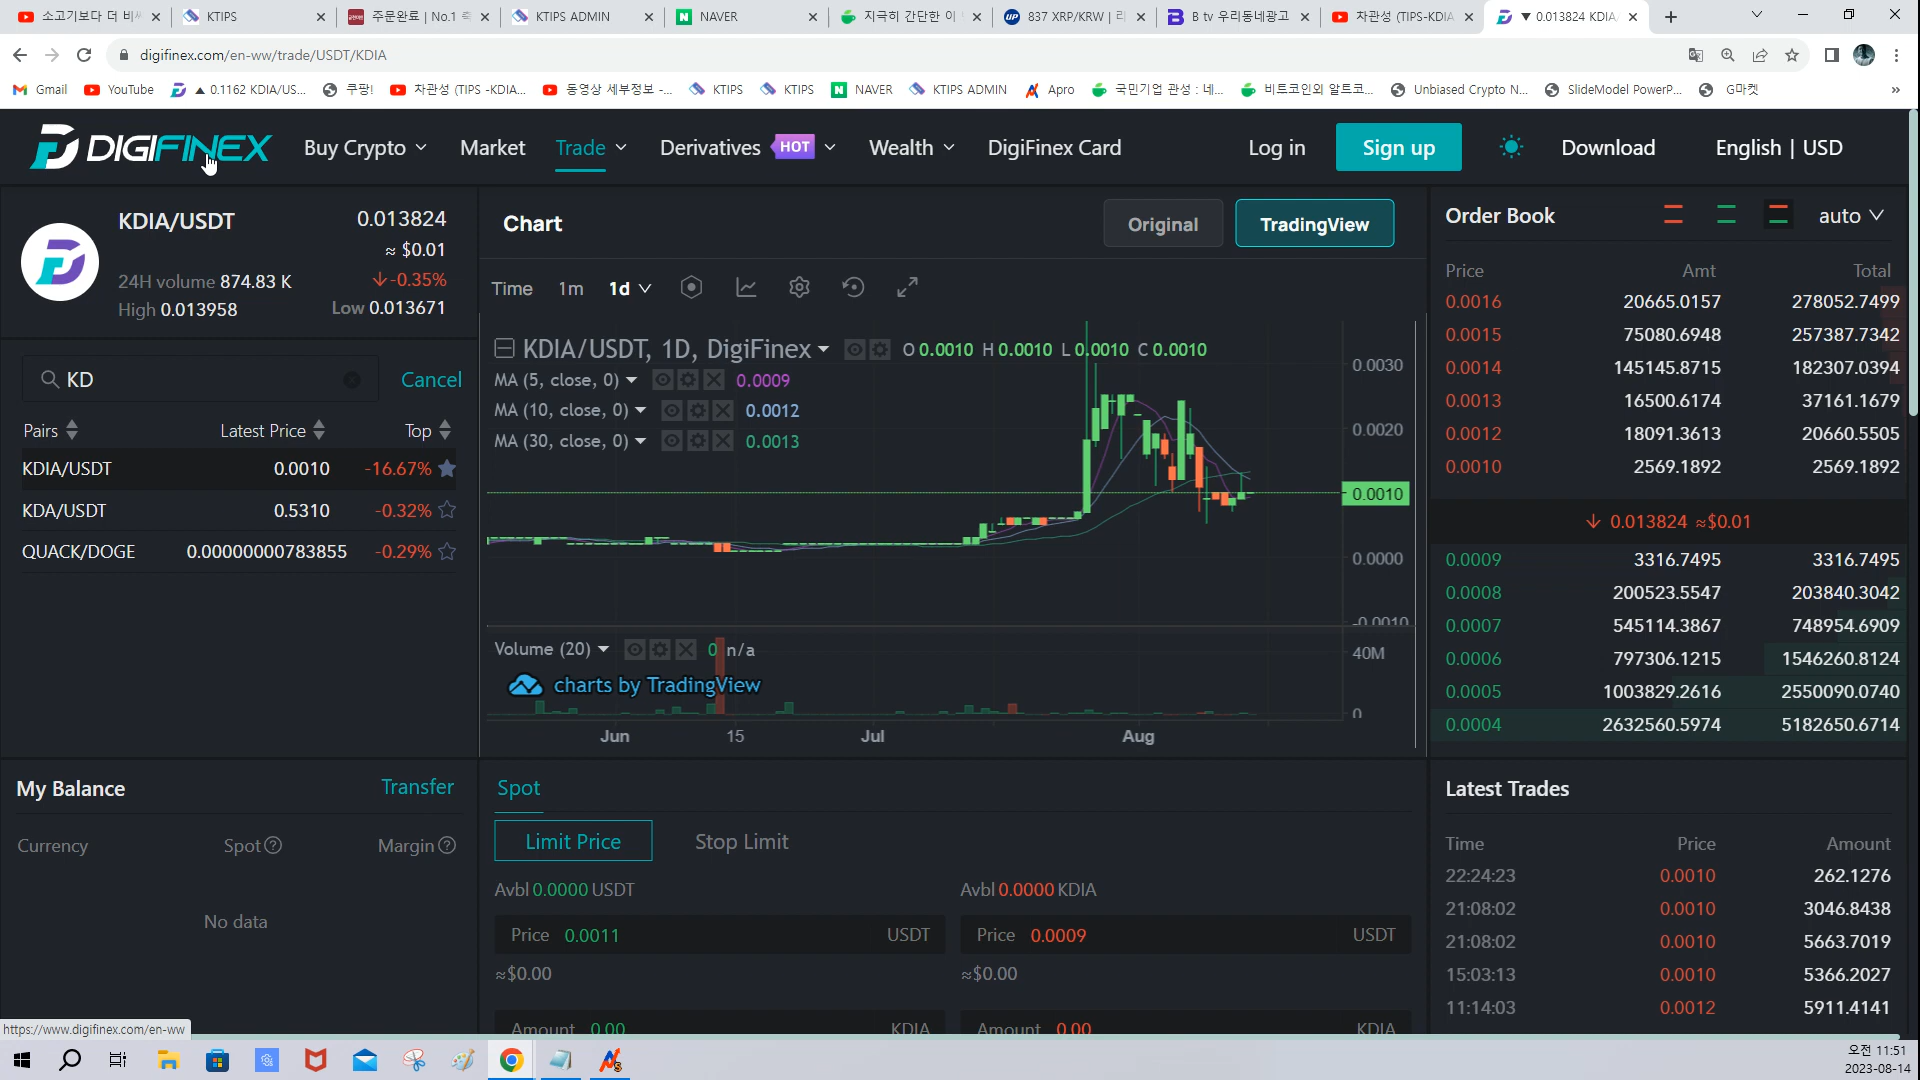 소고기보다 더 비싸
KTIPS
주문완료 | No.1 축
KTIPS ADMIN
NAVER
지극히 간단한 이
837 XRP/KRW | 리
B tv 우리동네광고
차관성 (TIPS-KDIA
▼ 0.013824 KDIA/
digifinex.com/en-ww/trade/USDT/KDIA
Gmail
YouTube
▲ 0.1162 KDIA/US...
쿠팡!
차관성 (TIPS -KDIA...
동영상 세부정보 -...
KTIPS
KTIPS
NAVER
KTIPS ADMIN
Apro
국민기업 관성 : 네...
비트코인외 알트코...
Unbiased Crypto N...
SlideModel PowerP...
G마켓
»
DIGIFINEX
Buy Crypto
Market
Trade
Derivatives HOT
Wealth
DigiFinex Card
Log in
Sign up
Download
English | USD
KDIA/USDT 0.013824
≈ $0.01
24H volume 874.83 K ↓-0.35%
High 0.013958 Low 0.013671
KD Cancel
Pairs Latest Price Top
KDIA/USDT 0.0010 -16.67%
KDA/USDT 0.5310 -0.32%
QUACK/DOGE 0.00000000783855 -0.29%
Chart Original TradingView
Time 1m 1d
KDIA/USDT, 1D, DigiFinex O 0.0010 H 0.0010 L 0.0010 C 0.0010
MA (5, close, 0) 0.0009
MA (10, close, 0) 0.0012
MA (30, close, 0) 0.0013
0.0030
0.0020
0.0010
0.0000
-0.0010
Volume (20) 0 n/a
charts by TradingView
40M
0
Jun 15 Jul Aug
Order Book auto
Price Amt Total
0.0016 20665.0157 278052.7499
0.0015 75080.6948 257387.7342
0.0014 145145.8715 182307.0394
0.0013 16500.6174 37161.1679
0.0012 18091.3613 20660.5505
0.0010 2569.1892 2569.1892
↓ 0.013824 ≈$0.01
0.0009 3316.7495 3316.7495
0.0008 200523.5547 203840.3042
0.0007 545114.3867 748954.6909
0.0006 797306.1215 1546260.8124
0.0005 1003829.2616 2550090.0740
0.0004 2632560.5974 5182650.6714
My Balance Transfer
Currency Spot Margin
No data
Spot
Limit Price Stop Limit
Avbl 0.0000 USDT Avbl 0.0000 KDIA
Price 0.0011 USDT Price 0.0009 USDT
≈$0.00 ≈$0.00
Amount 0.00 KDIA Amount 0.00 KDIA
Latest Trades
Time Price Amount
22:24:23 0.0010 262.1276
21:08:02 0.0010 3046.8438
21:08:02 0.0010 5663.7019
15:03:13 0.0010 5366.2027
11:14:03 0.0012 5911.4141
https://www.digifinex.com/en-ww
오전 11:51
2023-08-14